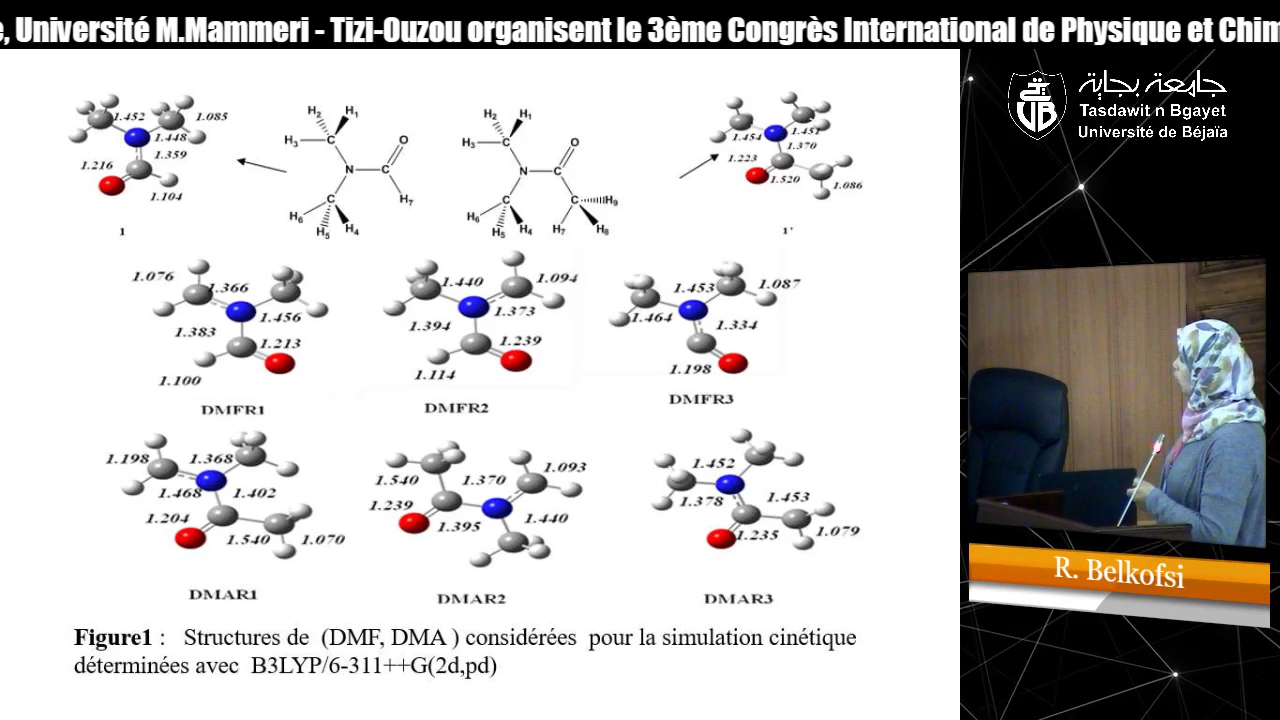 , Université M.Mammeri - Tizi-Ouzou organisent le 3ème Congrès International de Physique et Chim
جامعة بجاية
Tasdawit n Bgayet
Université de Béjaïa
1.452
1.085
1.448
1.359
1.216
1.104
1
H2
H1
H3
C
O
N
C
C
H7
H6
H5
H4
H2
H1
H3
C
O
N
C
C
C
H9
H6
H5
H4
H7
H8
1.454
1.451
1.370
1.223
1.520
1.086
1'
1.076
1.366
1.456
1.383
1.213
1.100
DMFR1
1.440
1.094
1.373
1.394
1.239
1.114
DMFR2
1.453
1.087
1.464
1.334
1.198
DMFR3
1.198
1.368
1.468
1.402
1.204
1.540
1.070
DMAR1
1.540
1.370
1.093
1.239
1.395
1.440
DMAR2
1.452
1.378
1.453
1.235
1.079
DMAR3
Figure1 : Structures de (DMF, DMA ) considérées pour la simulation cinétique
déterminées avec B3LYP/6-311++G(2d,pd)
R. Belkofsi